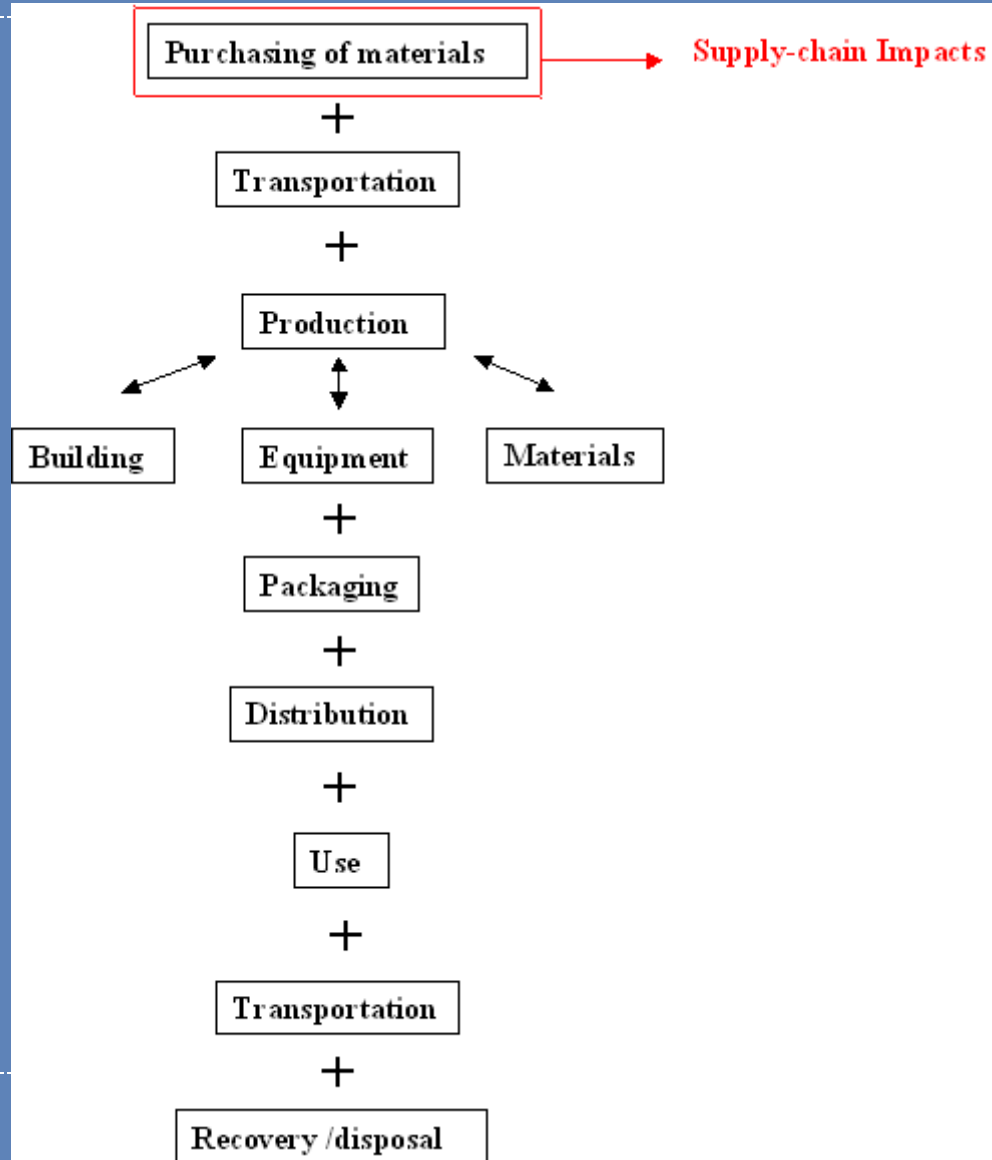 Purchasing of materials
Supply-chain Impacts
+
Transportation
+
Production
Building
Equipment
Materials
+
Packaging
+
Distribution
+
Use
+
Transportation
+
Recovery /disposal